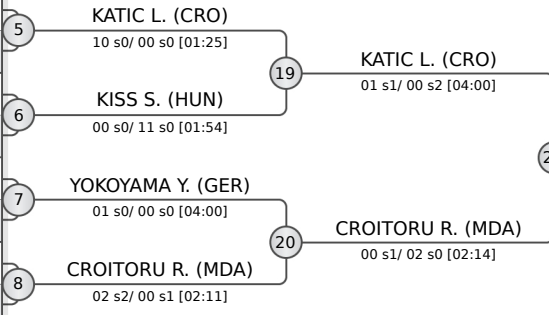 5
KATIC L. (CRO)
10 s0/ 00 s0 [01:25]
19
KATIC L. (CRO)
01 s1/ 00 s2 [04:00]
6
KISS S. (HUN)
00 s0/ 11 s0 [01:54]
7
YOKOYAMA Y. (GER)
01 s0/ 00 s0 [04:00]
20
CROITORU R. (MDA)
00 s1/ 02 s0 [02:14]
8
CROITORU R. (MDA)
02 s2/ 00 s1 [02:11]